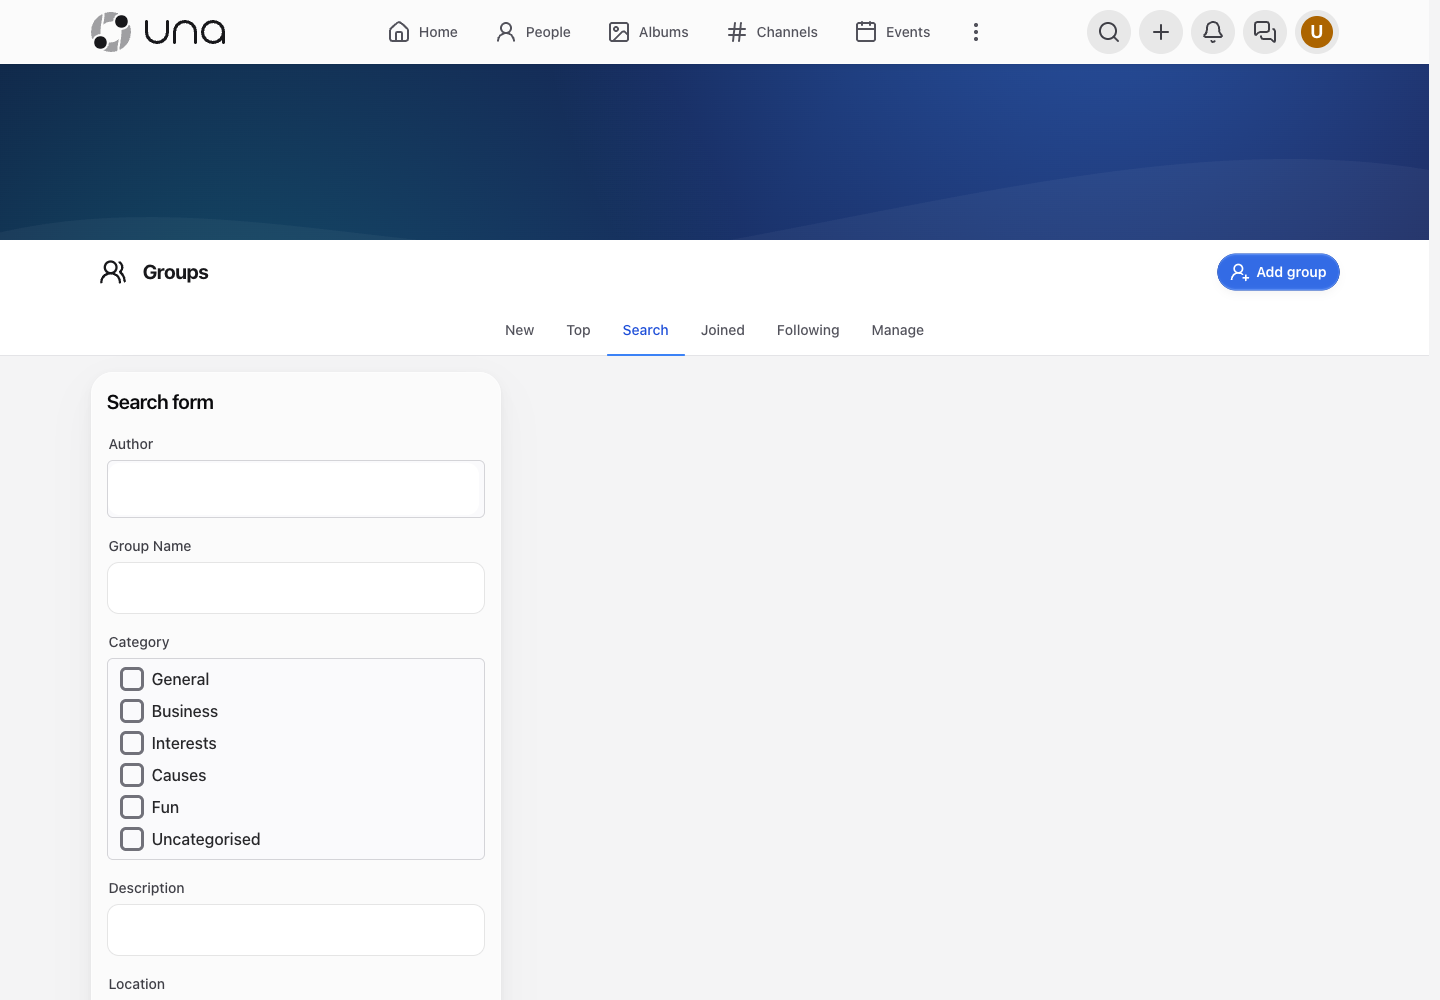 una
Home
People
Albums
Channels
Events
U
Groups
Add group
New
Top
Search
Joined
Following
Manage
Search form
Author
Group Name
Category
General
Business
Interests
Causes
Fun
Uncategorised
Description
Location